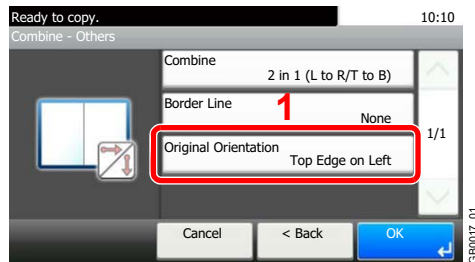 Ready to copy.
10:10
Combine - Others
Combine
2 in 1 (L to R/T to B)
Border Line
1
None
1/1
Original Orientation
Top Edge on Left
Cancel
< Back
OK
GB0017_01